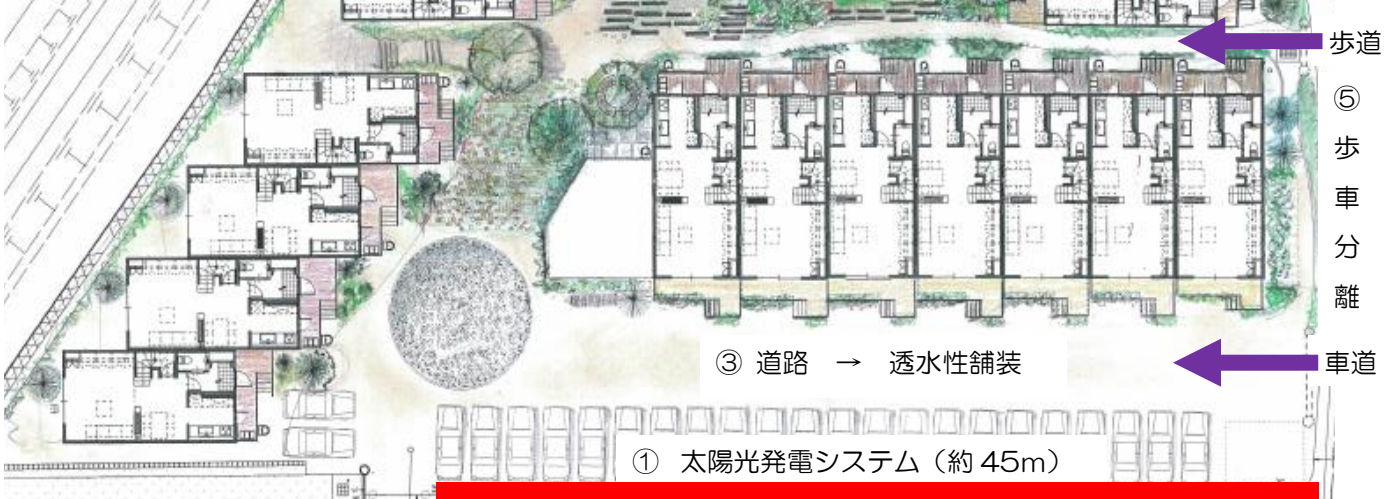 歩道
⑤
歩
車
分
離
③ 道路 → 透水性舗装
車道
① 太陽光発電システム（約 45m）